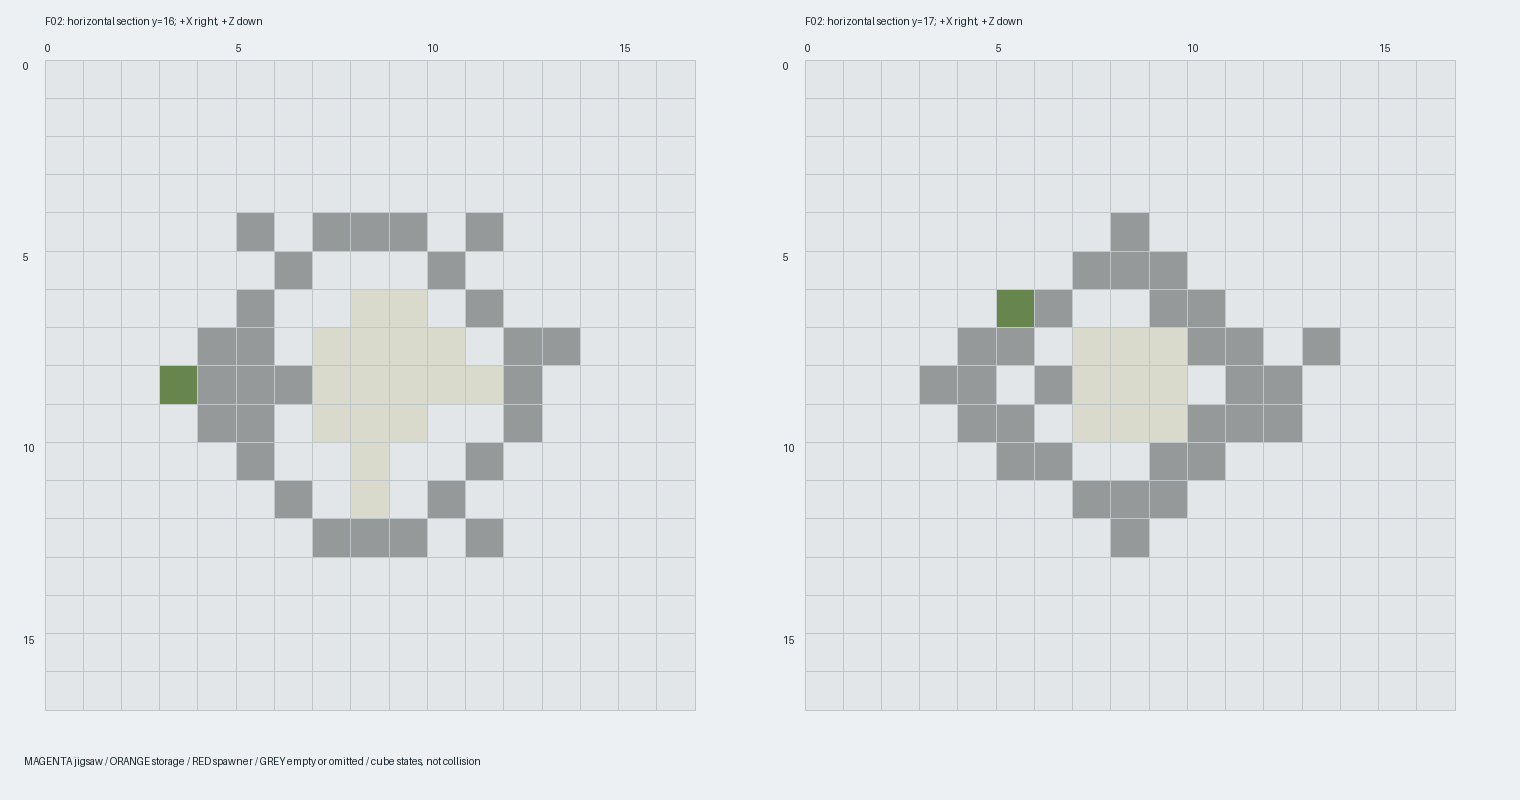 F02: horizontal section y=16; +X right, +Z down
F02: horizontal section y=17; +X right, +Z down
0 5 10 15
0 5 10 15
0 0
5 5
10 10
15 15
MAGENTA jigsaw / ORANGE storage / RED spawner / GREY empty or omitted / cube states, not collision